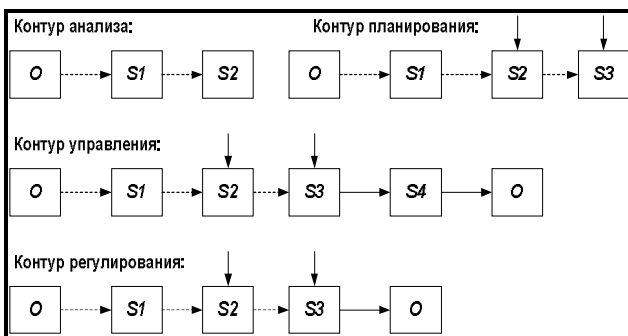 Контур анализа:
Контур планирования:
O S1 S2 O S1 S2 S3
Контур управления:
O S1 S2 S3 S4 O
Контур регулирования:
O S1 S2 S3 O